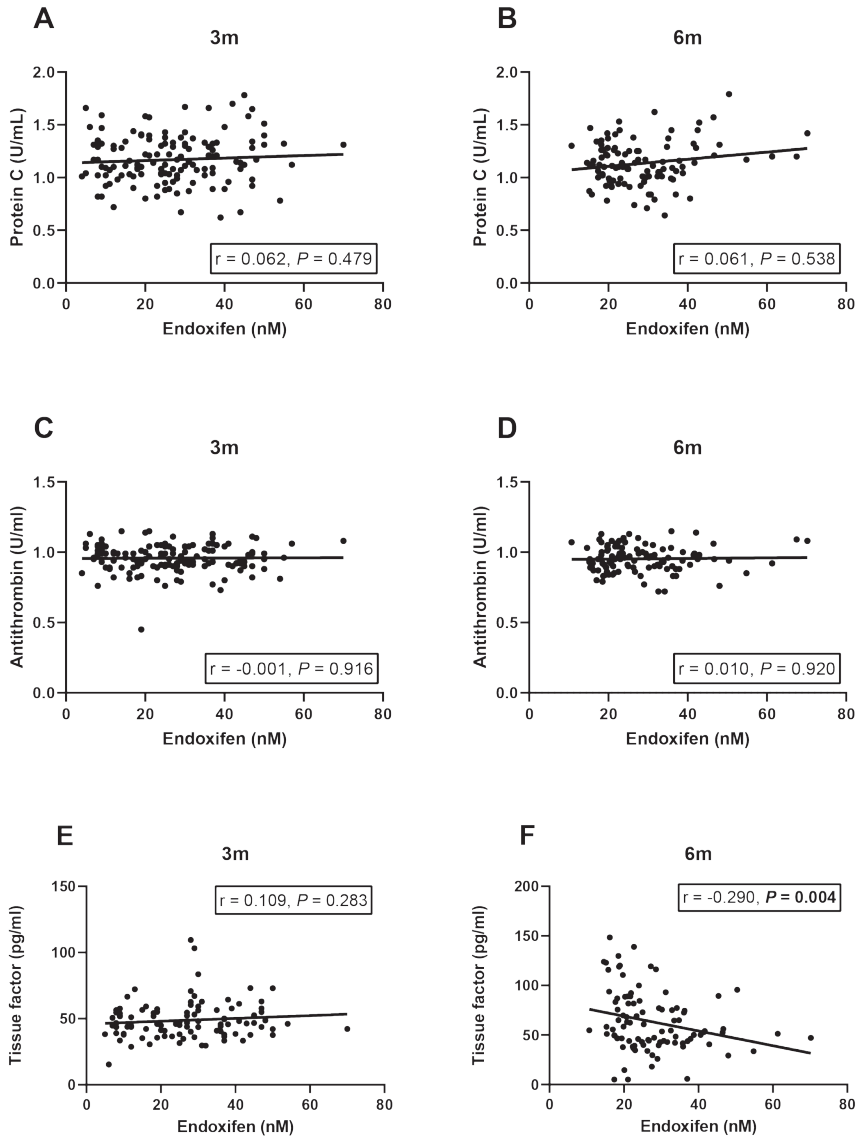 A
3m
Protein C (U/mL)
2.0
1.5
1.0
0.5
0.0
r = 0.062, P = 0.479
0 20 40 60 80
Endoxifen (nM)
B
6m
Protein C (U/mL)
2.0
1.5
1.0
0.5
0.0
r = 0.061, P = 0.538
0 20 40 60 80
Endoxifen (nM)
C
3m
Antithrombin (U/ml)
1.5
1.0
0.5
0.0
r = -0.001, P = 0.916
0 20 40 60 80
Endoxifen (nM)
D
6m
Antithrombin (U/ml)
1.5
1.0
0.5
0.0
r = 0.010, P = 0.920
0 20 40 60 80
Endoxifen (nM)
E
3m
Tissue factor (pg/ml)
150
100
50
0
r = 0.109, P = 0.283
0 20 40 60 80
Endoxifen (nM)
F
6m
Tissue factor (pg/ml)
200
150
100
50
0
r = -0.290, P = 0.004
0 20 40 60 80
Endoxifen (nM)